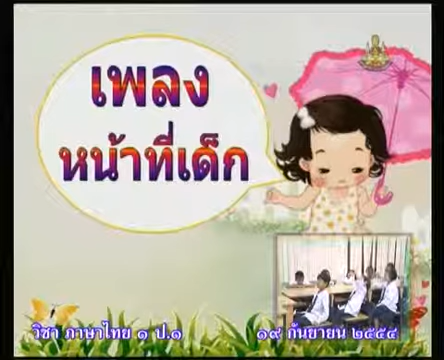 เพลง
หน้าที่เด็ก
วิชา ภาษาไทย ๑ ป.๑
๑๙ กันยายน ๒๕๕๔